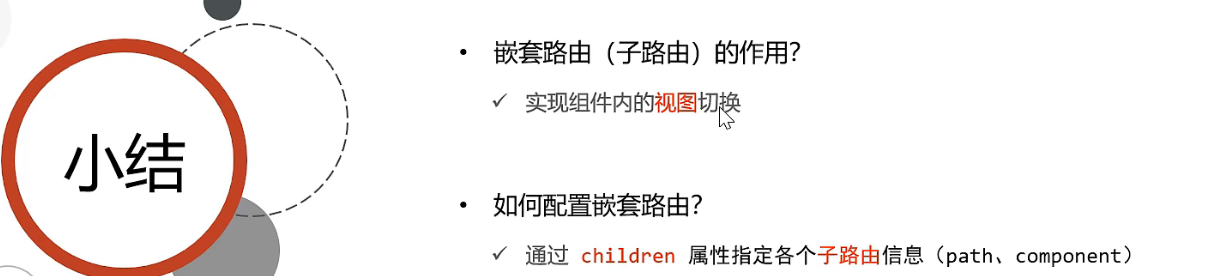 小结
• 嵌套路由（子路由）的作用？
✓ 实现组件内的视图切换
• 如何配置嵌套路由？
✓ 通过 children 属性指定各个子路由信息（path、component）